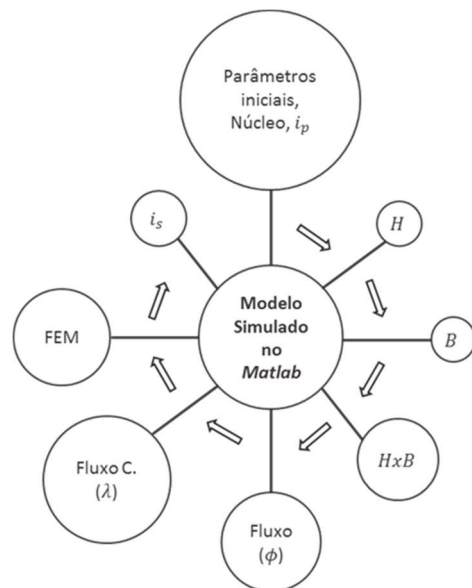 Parâmetros
iniciais,
Núcleo, i_p
i_s
H
Modelo
Simulado
no
Matlab
FEM
B
HxB
Fluxo C.
(λ)
Fluxo
(ϕ)